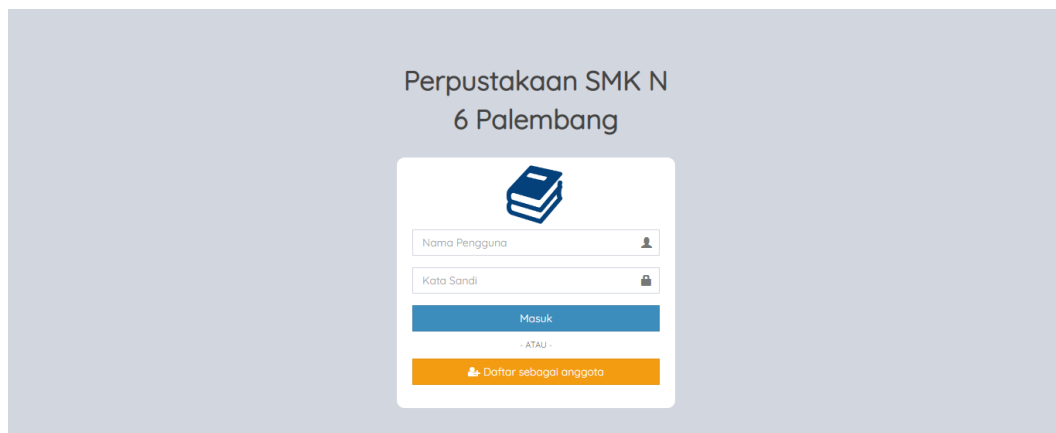 Perpustakaan SMK N
6 Palembang
Nama Pengguna
Kata Sandi
Masuk
- ATAU -
Daftar sebagai anggota